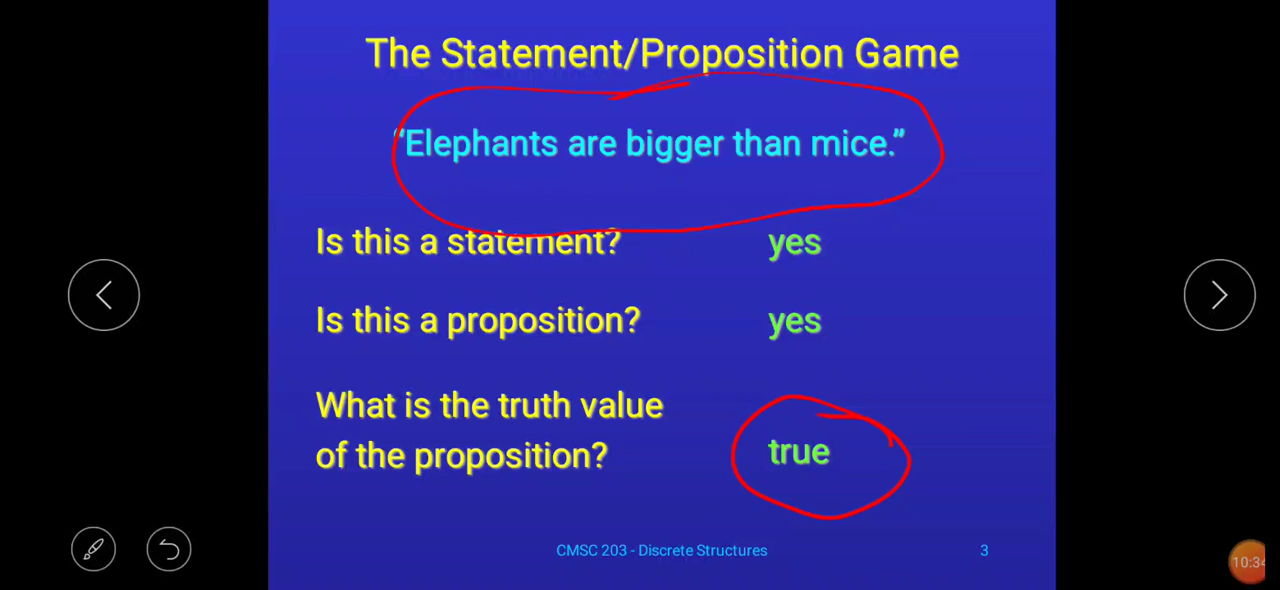 The Statement/Proposition Game
“Elephants are bigger than mice.”
Is this a statement? yes
Is this a proposition? yes
What is the truth value
of the proposition? true
CMSC 203 - Discrete Structures 3
10:34